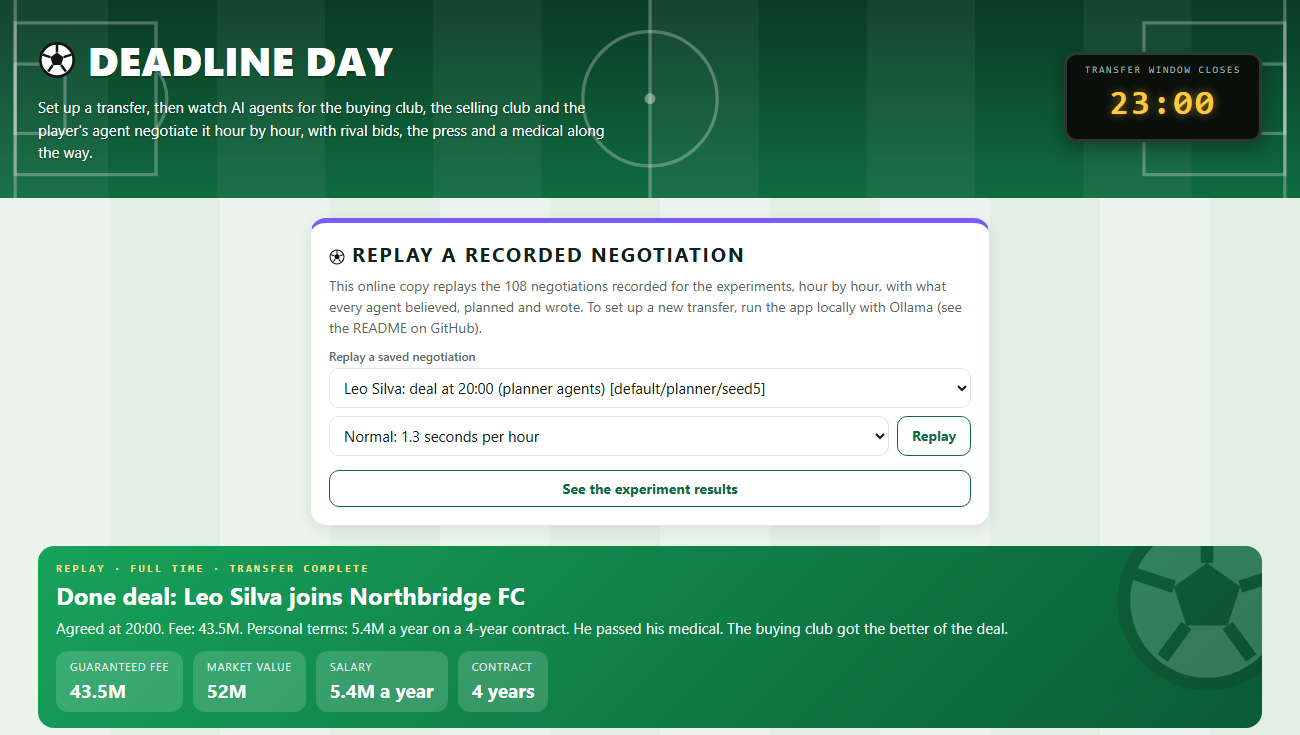 DEADLINE DAY
Set up a transfer, then watch AI agents for the buying club, the selling club and the
player's agent negotiate it hour by hour, with rival bids, the press and a medical along
the way.
TRANSFER WINDOW CLOSES
23:00
REPLAY A RECORDED NEGOTIATION
This online copy replays the 108 negotiations recorded for the experiments, hour by hour, with what
every agent believed, planned and wrote. To set up a new transfer, run the app locally with Ollama (see
the README on GitHub).
Replay a saved negotiation
Leo Silva: deal at 20:00 (planner agents) [default/planner/seed5]
Normal: 1.3 seconds per hour
Replay
See the experiment results
REPLAY · FULL TIME · TRANSFER COMPLETE
Done deal: Leo Silva joins Northbridge FC
Agreed at 20:00. Fee: 43.5M. Personal terms: 5.4M a year on a 4-year contract. He passed his medical. The buying club got the better of the deal.
GUARANTEED FEE
43.5M
MARKET VALUE
52M
SALARY
5.4M a year
CONTRACT
4 years